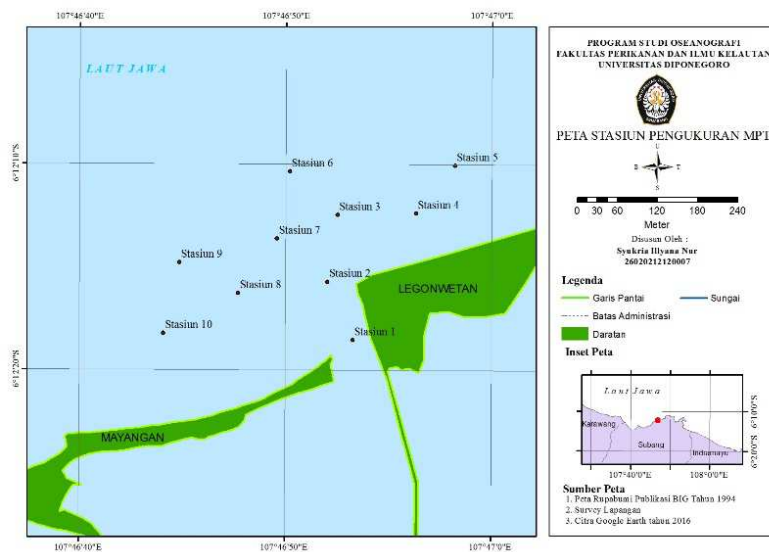 107°46'40"E 107°46'50"E 107°47'0"E
LAUT JAWA
6°12'10"S
Stasiun 6
Stasiun 5
Stasiun 3
Stasiun 4
Stasiun 7
Stasiun 9
Stasiun 8
Stasiun 2
LEGONWETAN
Stasiun 10
Stasiun 1
6°12'20"S
MAYANGAN
107°46'40"E 107°46'50"E 107°47'0"E
PROGRAM STUDI OSEANOGRAFI
FAKULTAS PERIKANAN DAN ILMU KELAUTAN
UNIVERSITAS DIPONEGORO
PETA STASIUN PENGUKURAN MPT
U
B T
S
0 30 60 120 180 240
Meter
Disusun Oleh :
Syukria Illyana Nur
26020212120007
Legenda
Garis Pantai
Sungai
Batas Administrasi
Daratan
Inset Peta
Laut Jawa
Karawang
Subang
Indramayu
6°10'0"S
6°20'0"S
107°40'0"E 108°0'0"E
Sumber Peta
1. Peta Rupabumi Publikasi BIG Tahun 1994
2. Survey Lapangan
3. Citra Google Earth tahun 2016